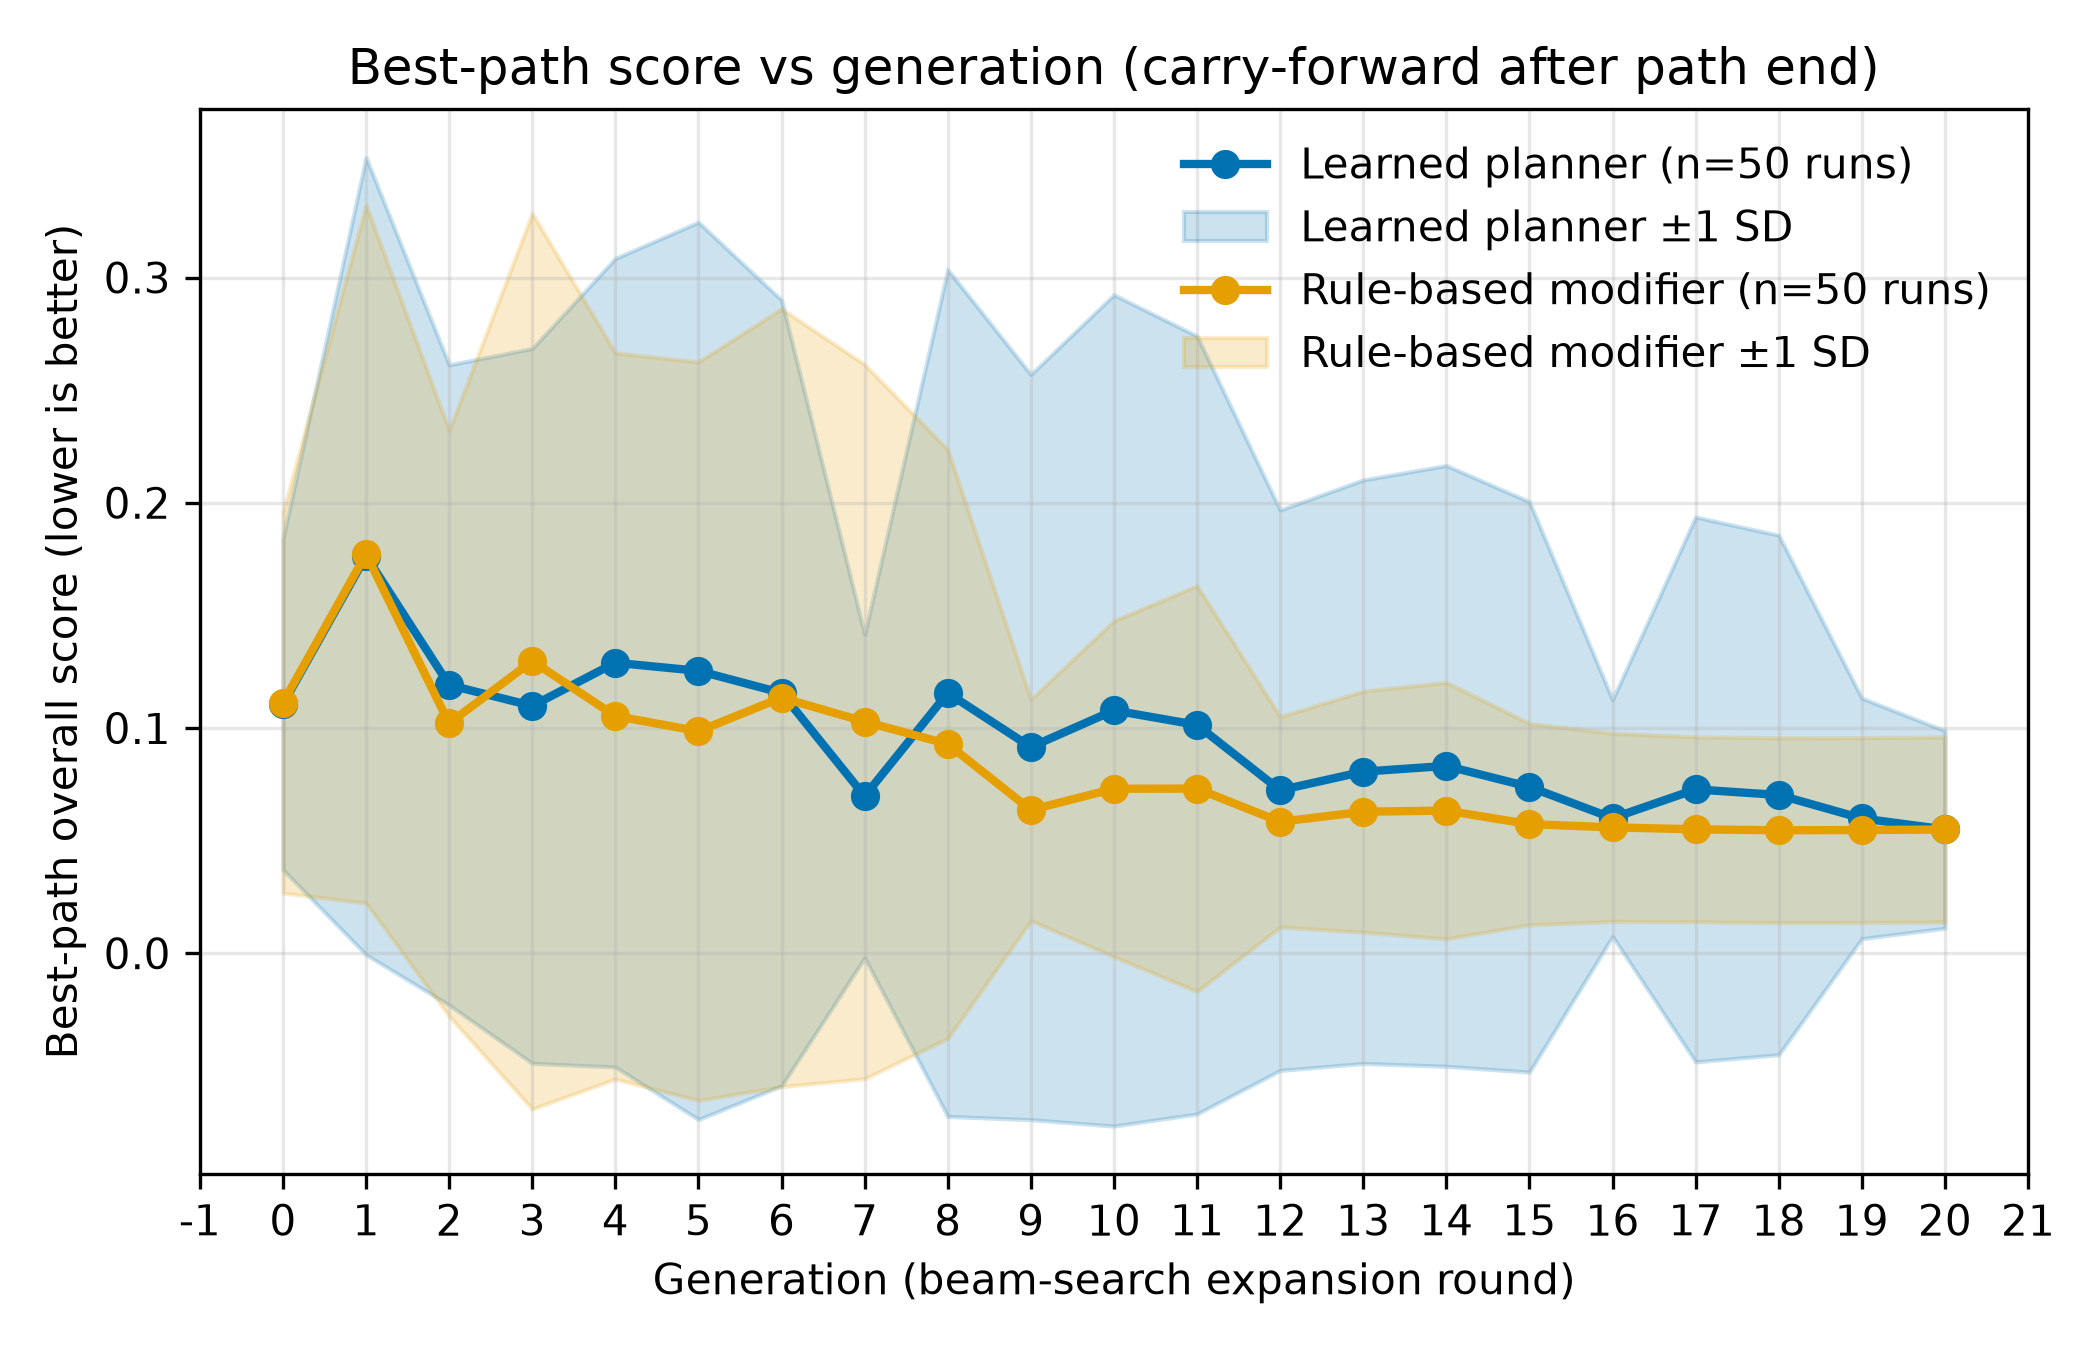 Best-path score vs generation (carry-forward after path end)
Learned planner (n=50 runs)
Learned planner ±1 SD
Rule-based modifier (n=50 runs)
Rule-based modifier ±1 SD
Best-path overall score (lower is better)
0.3
0.2
0.1
0.0
-1 0 1 2 3 4 5 6 7 8 9 10 11 12 13 14 15 16 17 18 19 20 21
Generation (beam-search expansion round)